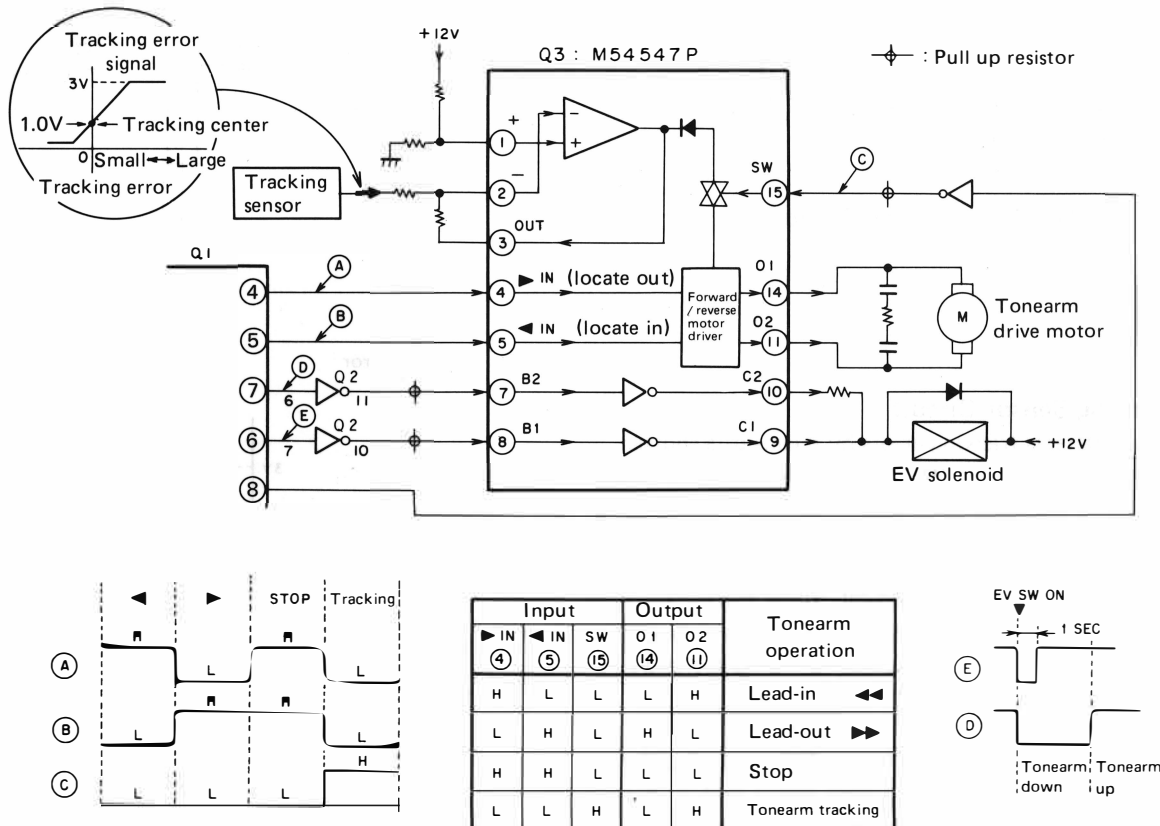 Tracking error
signal
3V
1.0V
Tracking center
0 Small ◄─► Large
Tracking error
+12V
Q3 : M54547P
: Pull up resistor
Tracking
sensor
1 +
2 −
3 OUT
SW
15
C
Q1
4 A 4 ► IN (locate out)
5 B 5 ◄ IN (locate in)
Forward
/ reverse
motor
driver
O1
14
O2
11
M
Tonearm
drive motor
7 D 6 Q2 11 7 B2 C2 10
6 E 7 Q2 10 8 B1 C1 9
+12V
EV solenoid
8
◄ ► STOP Tracking
A H L H L
B L H H L
C L L L H
Input Output Tonearm operation
► IN ◄ IN SW O1 O2
4 5 15 14 11
H L L L H Lead-in ◄◄
L H L H L Lead-out ►►
H H L L L Stop
L L H L H Tonearm tracking
EV SW ON
1 SEC
E
D
Tonearm Tonearm
down up